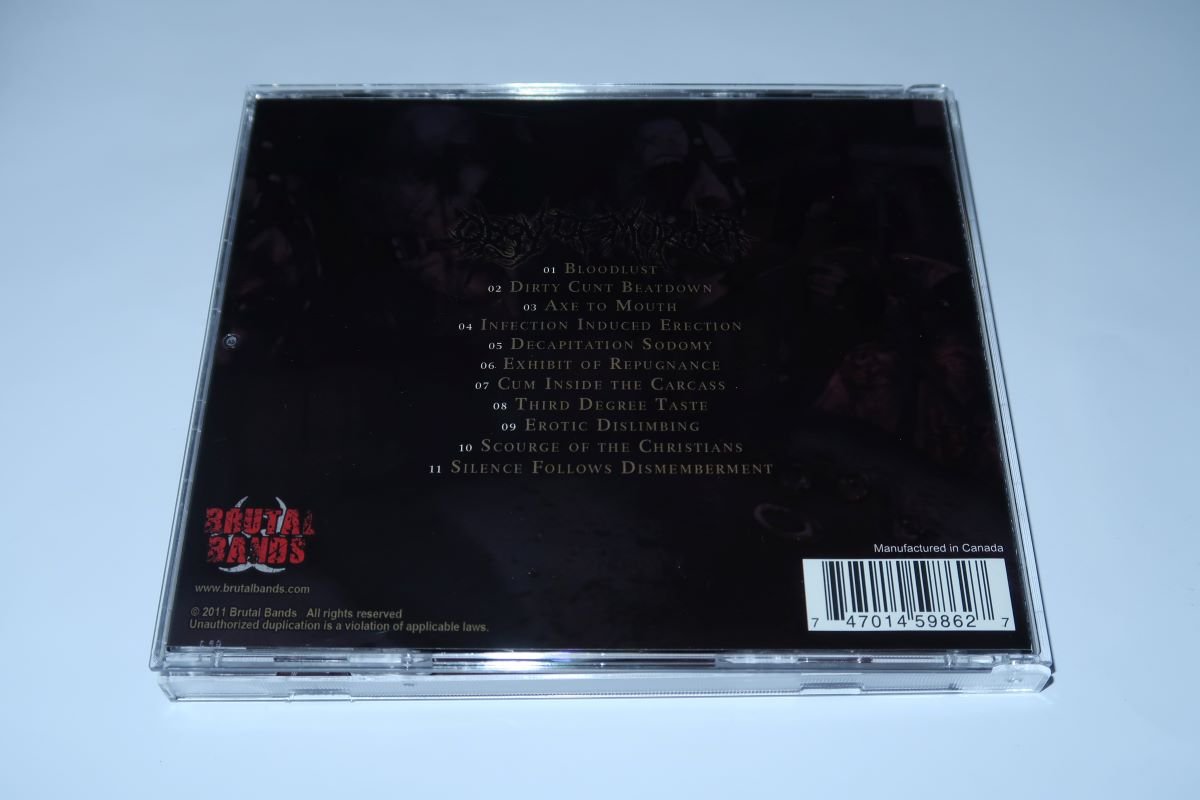 01 Bloodlust
02 Dirty Cunt Beatdown
03 Axe to Mouth
04 Infection Induced Erection
05 Decapitation Sodomy
06 Exhibit of Repugnance
07 Cum Inside the Carcass
08 Third Degree Taste
09 Erotic Dislimbing
10 Scourge of the Christians
11 Silence Follows Dismemberment
BRUTAL
BANDS
www.brutalbands.com
© 2011 Brutal Bands All rights reserved
Unauthorized duplication is a violation of applicable laws.
Manufactured in Canada
7 47014 59862 7